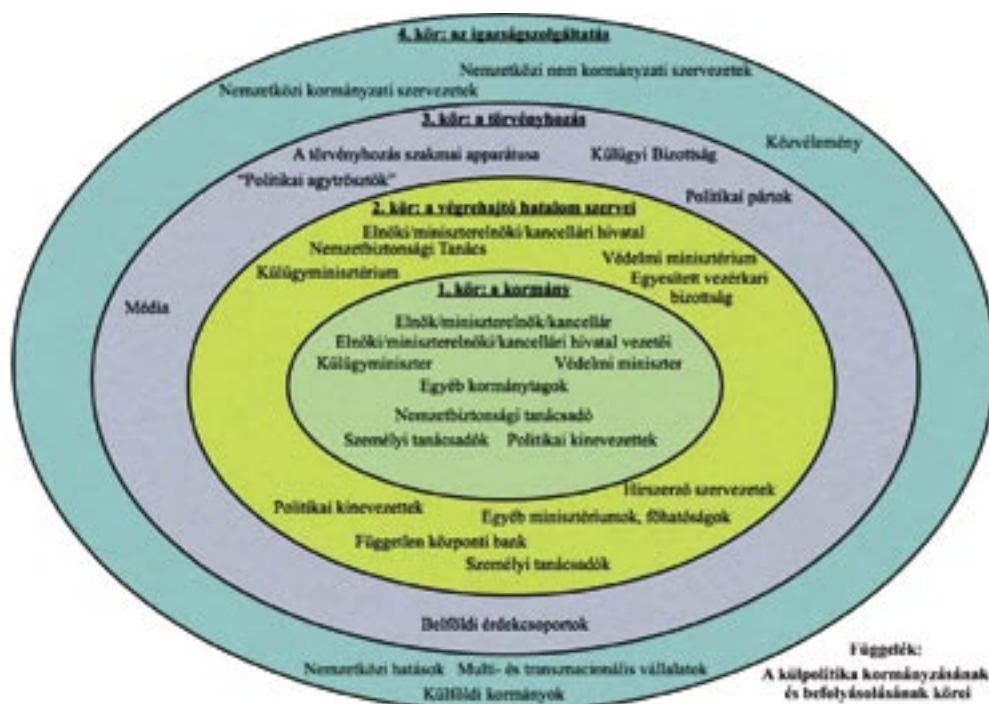 4. kör: az igazságszolgáltatás
Nemzetközi nem kormányzati szervezetek
Nemzetközi kormányzati szervezetek
3. kör: a törvényhozás
Közvélemény
A törvényhozás szakmai apparátusa
Külügyi Bizottság
"Politikai agytrösztök"
Politikai pártok
2. kör: a végrehajtó hatalom szervei
Elnöki/miniszterelnöki/kancellári hivatal
Nemzetbiztonsági Tanács
Védelmi minisztérium
Külügyminisztérium
Egyesített vezérkari
bizottság
1. kör: a kormány
Média
Elnök/miniszterelnök/kancellár
Elnöki/miniszterelnöki/kancellári hivatal vezetői
Külügyminiszter
Védelmi miniszter
Egyéb kormánytagok
Nemzetbiztonsági tanácsadó
Személyi tanácsadók
Politikai kinevezettek
Hírszerző szervezetek
Politikai kinevezettek
Egyéb minisztériumok, főhatóságok
Független központi bank
Személyi tanácsadók
Belföldi érdekcsoportok
Nemzetközi hatások
Multi- és transznacionális vállalatok
Külföldi kormányok
Függelék:
A külpolitika kormányzásának
és befolyásolásának körei